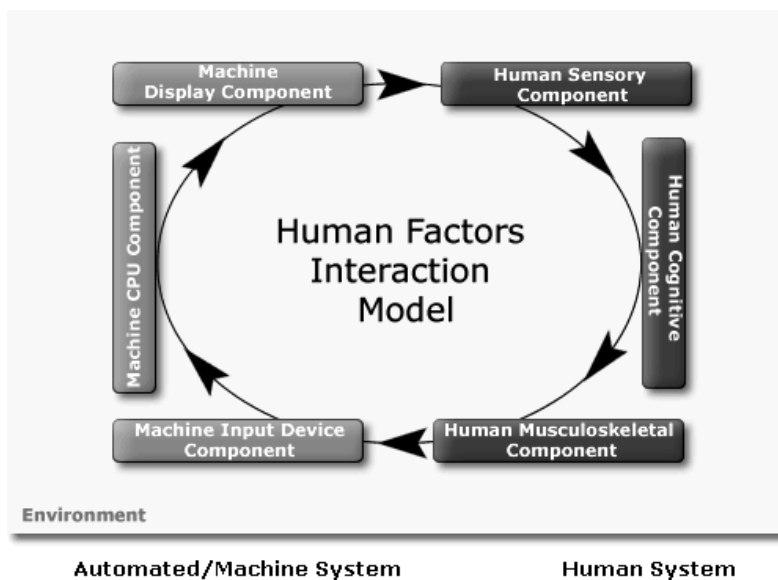 Machine
Display Component
Human Sensory
Component
Machine CPU Component
Human Cognitive
Component
Human Factors
Interaction
Model
Machine Input Device
Component
Human Musculoskeletal
Component
Environment
Automated/Machine System
Human System